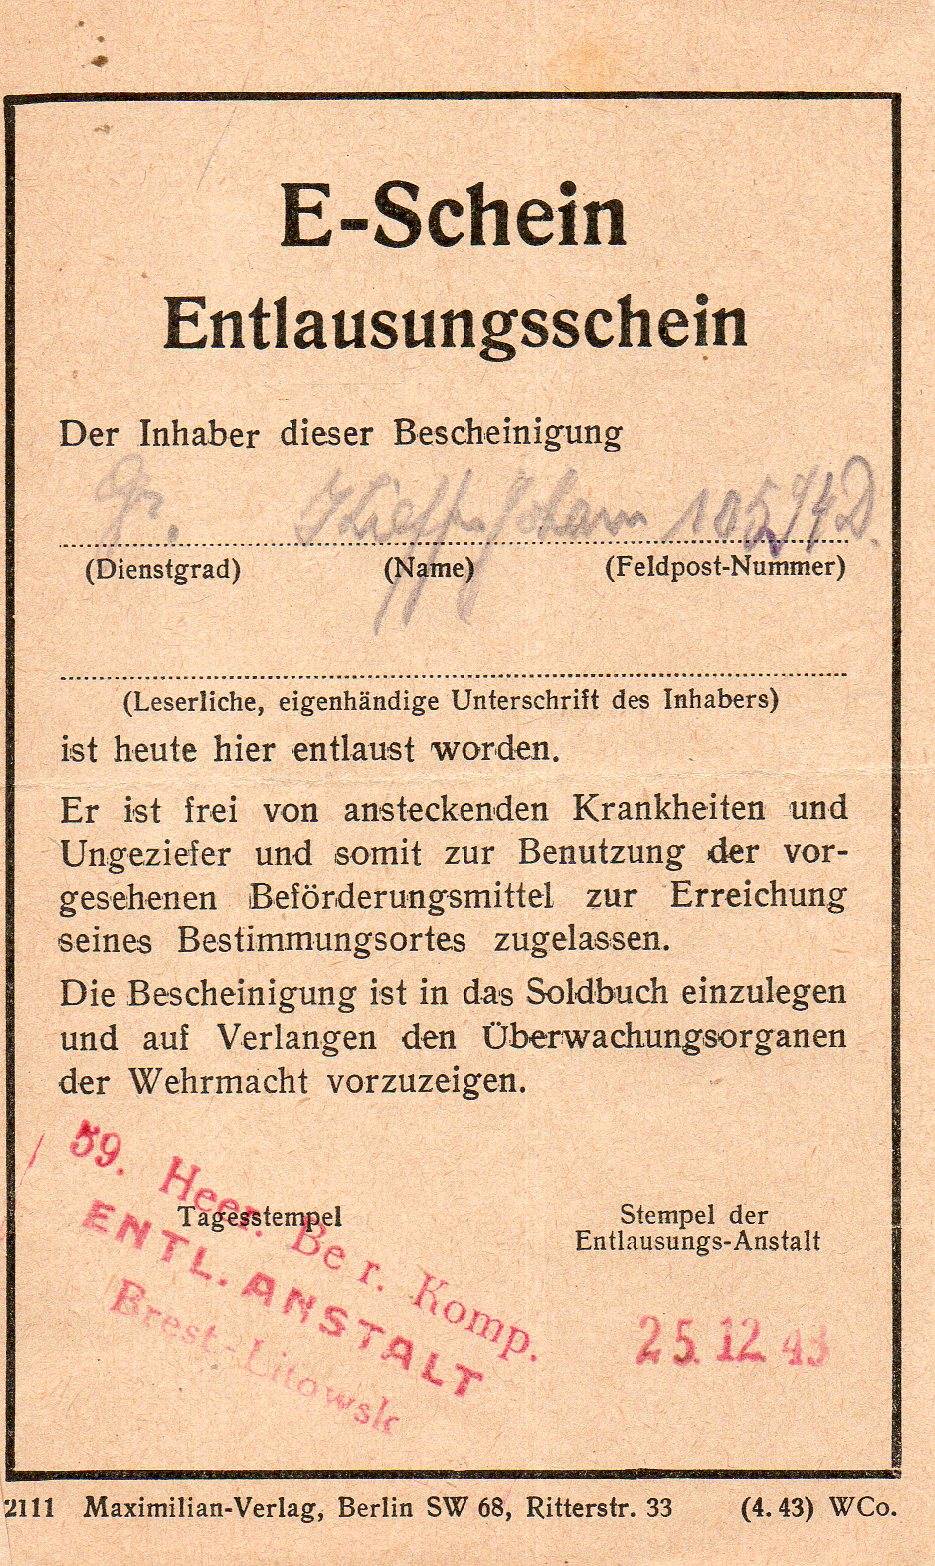 E-Schein
Entlausungsschein
Der Inhaber dieser Bescheinigung
Gr. Johann
(Dienstgrad) (Name) (Feldpost-Nummer)
(Leserliche, eigenhändige Unterschrift des Inhabers)
ist heute hier entlaust worden.
Er ist frei von ansteckenden Krankheiten und
Ungeziefer und somit zur Benutzung der vor-
gesehenen Beförderungsmittel zur Erreichung
seines Bestimmungsortes zugelassen.
Die Bescheinigung ist in das Soldbuch einzulegen
und auf Verlangen den Überwachungsorganen
der Wehrmacht vorzuzeigen.
59. Heer. Be r. Komp.
ENTL. ANSTALT
Brest-Litowsk
Tagesstempel
Stempel der
Entlausungs-Anstalt
25. 12. 43
2111 Maximilian-Verlag, Berlin SW 68, Ritterstr. 33 (4. 43) WCo.